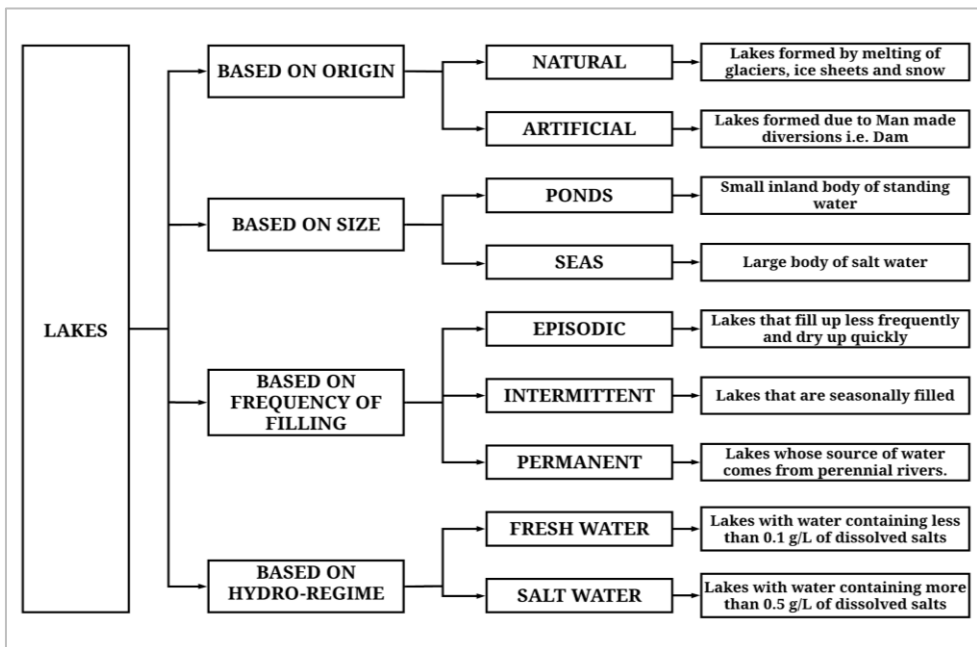 LAKES
BASED ON ORIGIN
NATURAL
Lakes formed by melting of
glaciers, ice sheets and snow
ARTIFICIAL
Lakes formed due to Man made
diversions i.e. Dam
BASED ON SIZE
PONDS
Small inland body of standing
water
SEAS
Large body of salt water
BASED ON
FREQUENCY OF
FILLING
EPISODIC
Lakes that fill up less frequently
and dry up quickly
INTERMITTENT
Lakes that are seasonally filled
PERMANENT
Lakes whose source of water
comes from perennial rivers.
BASED ON
HYDRO-REGIME
FRESH WATER
Lakes with water containing less
than 0.1 g/L of dissolved salts
SALT WATER
Lakes with water containing more
than 0.5 g/L of dissolved salts